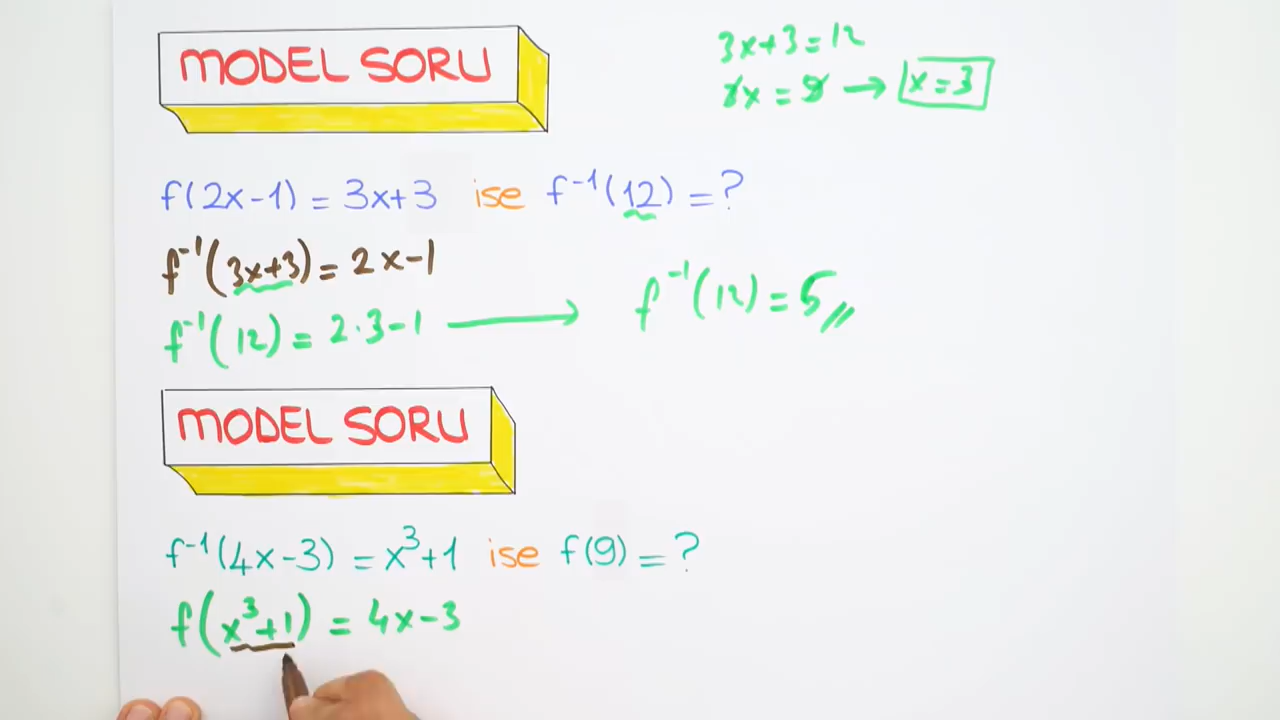 MODEL SORU
3x+3=12
3x = 9 → x=3
f(2x-1) = 3x+3 ise f⁻¹(12) = ?
f⁻¹(3x+3) = 2x-1
f⁻¹(12) = 2·3-1 → f⁻¹(12) = 5
MODEL SORU
f⁻¹(4x-3) = x³+1 ise f(9) = ?
f(x³+1) = 4x-3